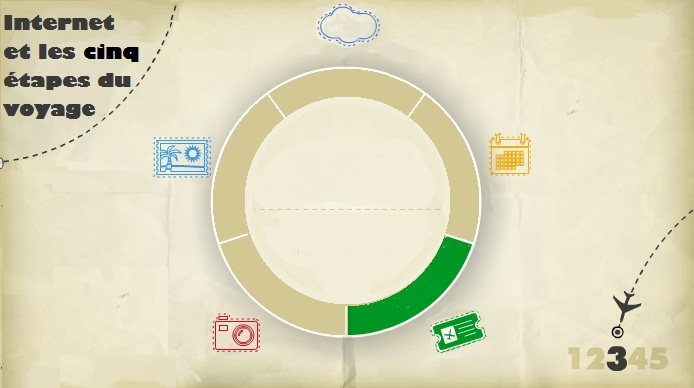 Internet
et les cinq
étapes du
voyage
12345